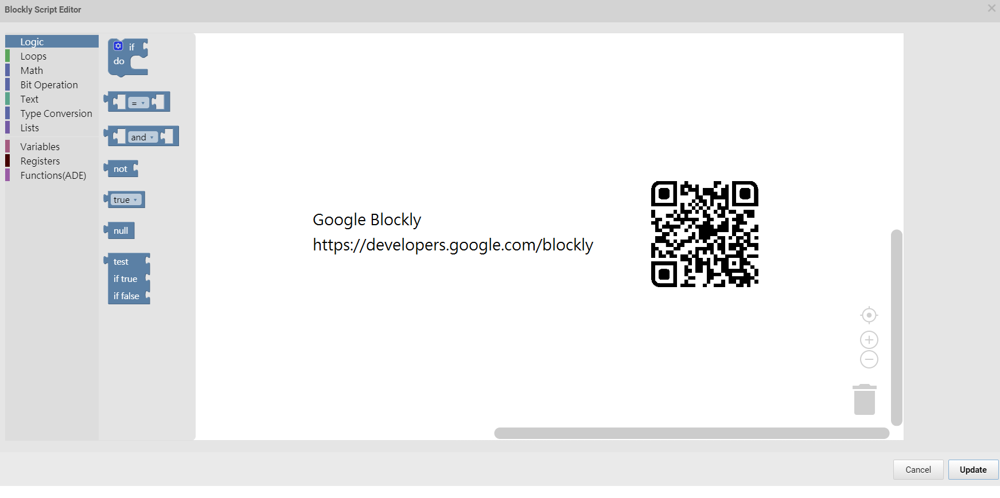 Blockly Script Editor
Logic
Loops
Math
Bit Operation
Text
Type Conversion
Lists
Variables
Registers
Functions(ADE)
if
do
=
and
not
true
null
test
if true
if false
Google Blockly
https://developers.google.com/blockly
Cancel
Update